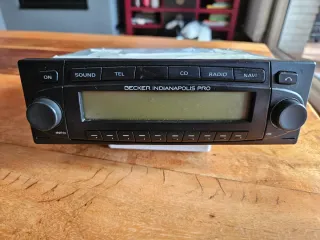 ON SOUND TEL CD RADIO NAVI
BECKER INDIANAPOLIS PRO